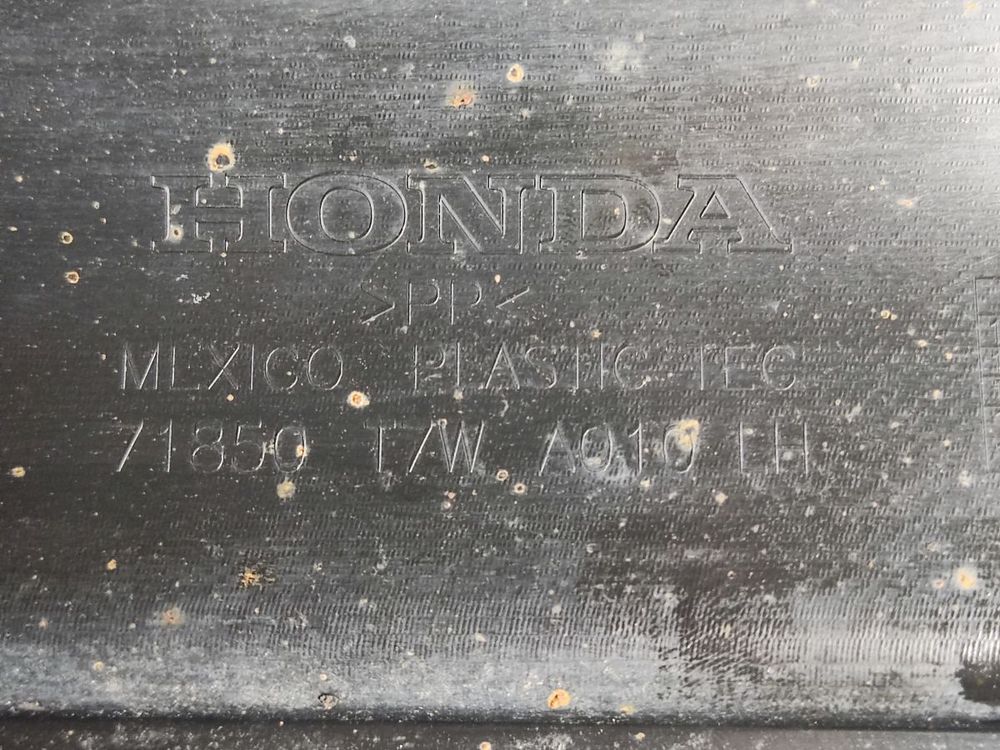 HONDA
>PP<
MEXICO PLASTIC TEC
71850 T7W A010 LH